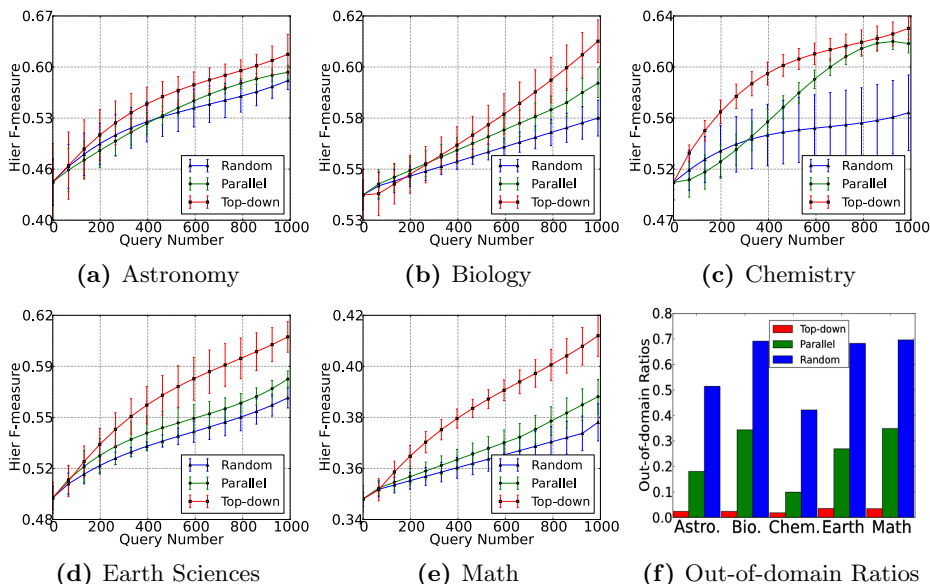 0.67
0.60
0.53
0.46
0.40
Hier F-measure
Random
Parallel
Top-down
0 200 400 600 800 1000
Query Number
(a) Astronomy
0.62
0.60
0.58
0.55
0.53
Hier F-measure
Random
Parallel
Top-down
0 200 400 600 800 1000
Query Number
(b) Biology
0.64
0.60
0.56
0.52
0.47
Hier F-measure
Random
Parallel
Top-down
0 200 400 600 800 1000
Query Number
(c) Chemistry
0.62
0.59
0.55
0.52
0.48
Hier F-measure
Random
Parallel
Top-down
0 200 400 600 800 1000
Query Number
(d) Earth Sciences
0.42
0.40
0.38
0.36
0.34
Hier F-measure
Random
Parallel
Top-down
0 200 400 600 800 1000
Query Number
(e) Math
0.8
0.7
0.6
0.5
0.4
0.3
0.2
0.1
0.0
Out-of-domain Ratios
Top-down
Parallel
Random
Astro. Bio. Chem. Earth Math
(f) Out-of-domain Ratios